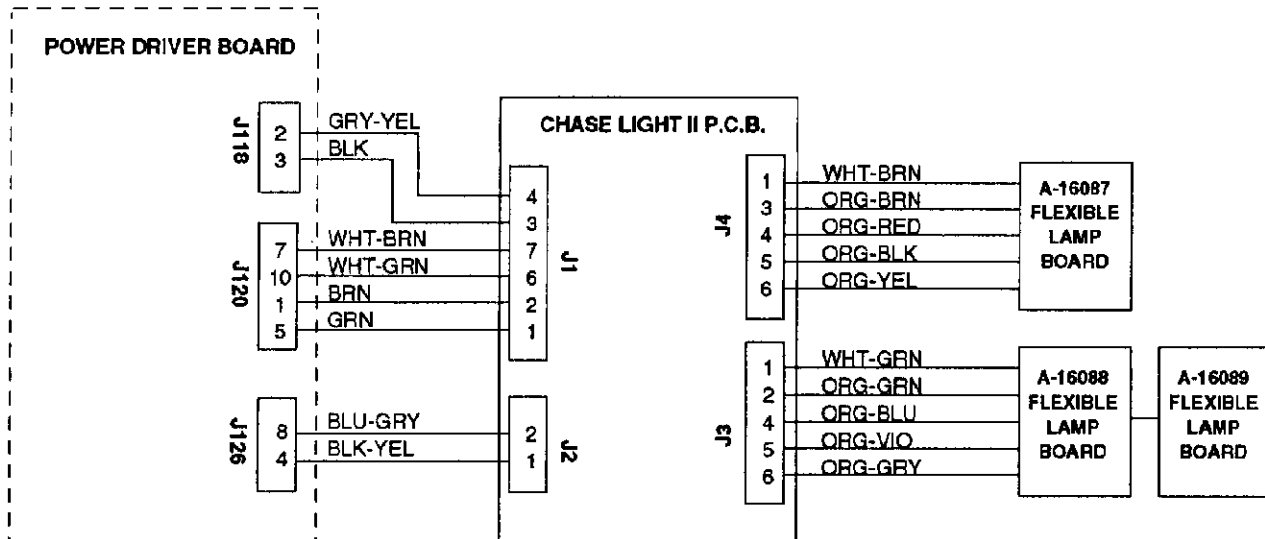 POWER DRIVER BOARD
J118
2
3
GRY-YEL
BLK
J120
7
10
1
5
WHT-BRN
WHT-GRN
BRN
GRN
J126
8
4
BLU-GRY
BLK-YEL
CHASE LIGHT II P.C.B.
4
3
7
6
2
1
J1
2
1
J2
J4
1
3
4
5
6
WHT-BRN
ORG-BRN
ORG-RED
ORG-BLK
ORG-YEL
A-16087
FLEXIBLE
LAMP
BOARD
J3
1
2
4
5
6
WHT-GRN
ORG-GRN
ORG-BLU
ORG-VIO
ORG-GRY
A-16088
FLEXIBLE
LAMP
BOARD
A-16089
FLEXIBLE
LAMP
BOARD